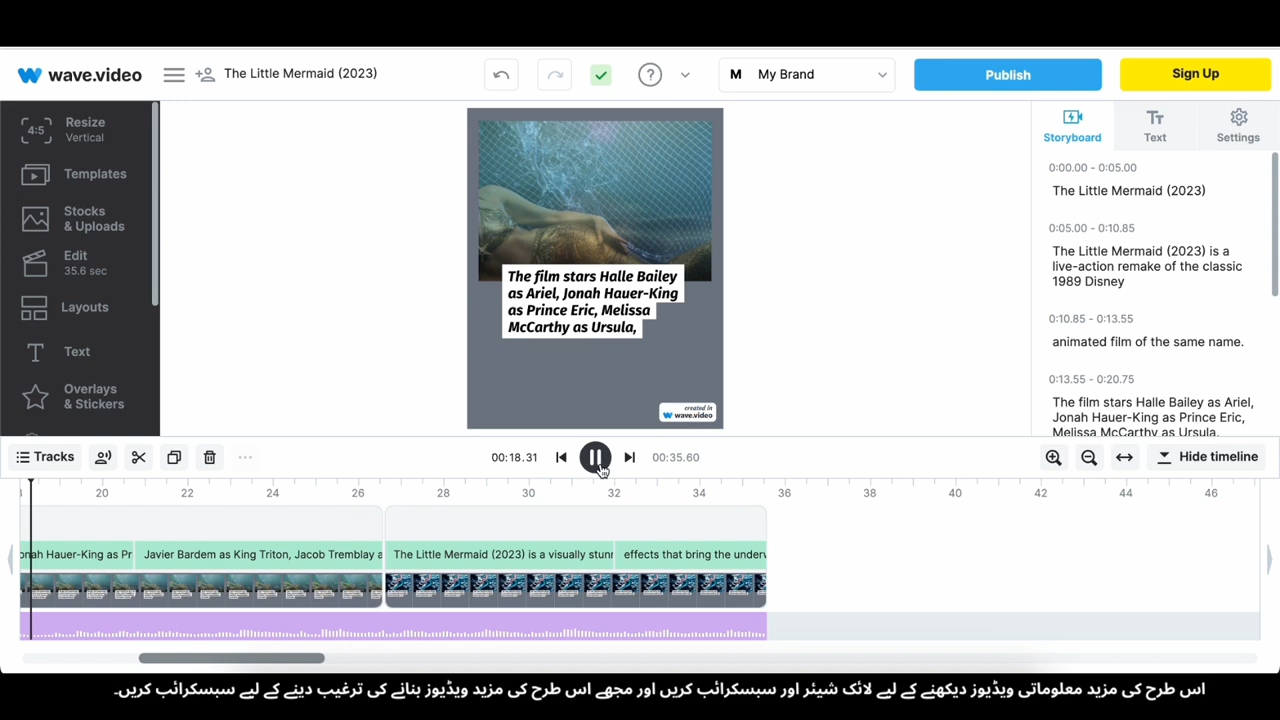 wave.video
The Little Mermaid (2023)
?
M My Brand
Publish
Sign Up
4:5
Resize
Vertical
Templates
Stocks
& Uploads
Edit
35.6 sec
Layouts
Text
Overlays
& Stickers
The film stars Halle Bailey
as Ariel, Jonah Hauer-King
as Prince Eric, Melissa
McCarthy as Ursula,
created in
wave.video
Storyboard
Text
Settings
0:00.00 - 0:05.00
The Little Mermaid (2023)
0:05.00 - 0:10.85
The Little Mermaid (2023) is a
live-action remake of the classic
1989 Disney
0:10.85 - 0:13.55
animated film of the same name.
0:13.55 - 0:20.75
The film stars Halle Bailey as Ariel,
Jonah Hauer-King as Prince Eric,
Melissa McCarthy as Ursula,
Tracks
00:18.31
00:35.60
Hide timeline
8 20 22 24 26 28 30 32 34 36 38 40 42 44 46
onah Hauer-King as Pr
Javier Bardem as King Triton, Jacob Tremblay a
The Little Mermaid (2023) is a visually stunn
effects that bring the underw
اس طرح کی مزید معلوماتی ویڈیوز دیکھنے کے لیے لائک شیئر اور سبسکرائب کریں اور مجھے اس طرح کی مزید ویڈیوز بنانے کی ترغیب دینے کے لیے سبسکرائب کریں۔